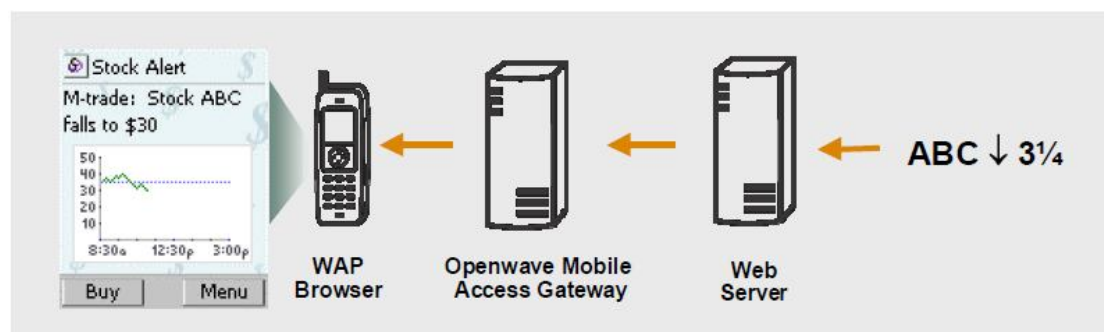 Stock Alert
M-trade: Stock ABC
falls to $30
50
40
30
20
10
8:30a 12:30p 3:00p
Buy Menu
WAP
Browser
Openwave Mobile
Access Gateway
Web
Server
ABC ↓ 3¼